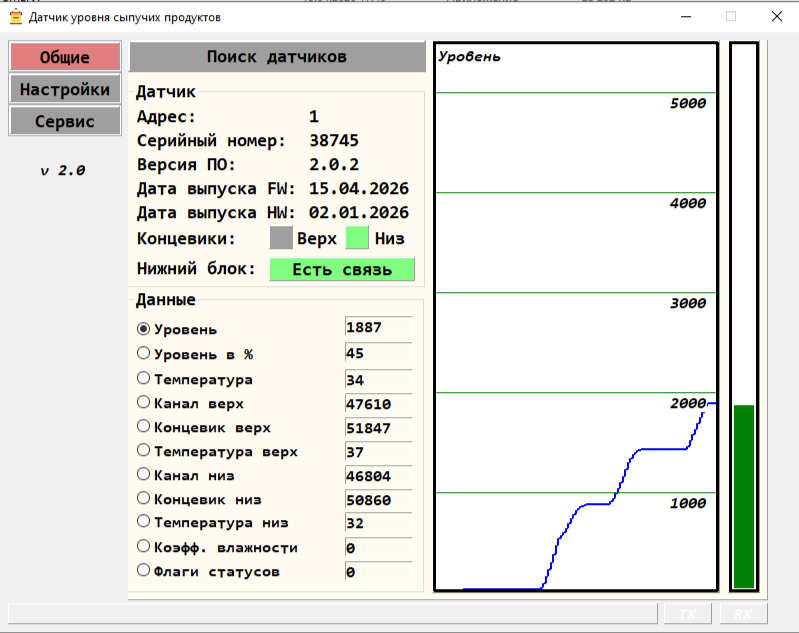 Датчик уровня сыпучих продуктов
Общие
Настройки
Сервис
v 2.0
Поиск датчиков
Датчик
Адрес: 1
Серийный номер: 38745
Версия ПО: 2.0.2
Дата выпуска FW: 15.04.2026
Дата выпуска HW: 02.01.2026
Концевики: Верх Низ
Нижний блок: Есть связь
Данные
Уровень 1887
Уровень в % 45
Температура 34
Канал верх 47610
Концевик верх 51847
Температура верх 37
Канал низ 46804
Концевик низ 50860
Температура низ 32
Коэфф. влажности 0
Флаги статусов 0
Уровень
5000
4000
3000
2000
1000
TX RX